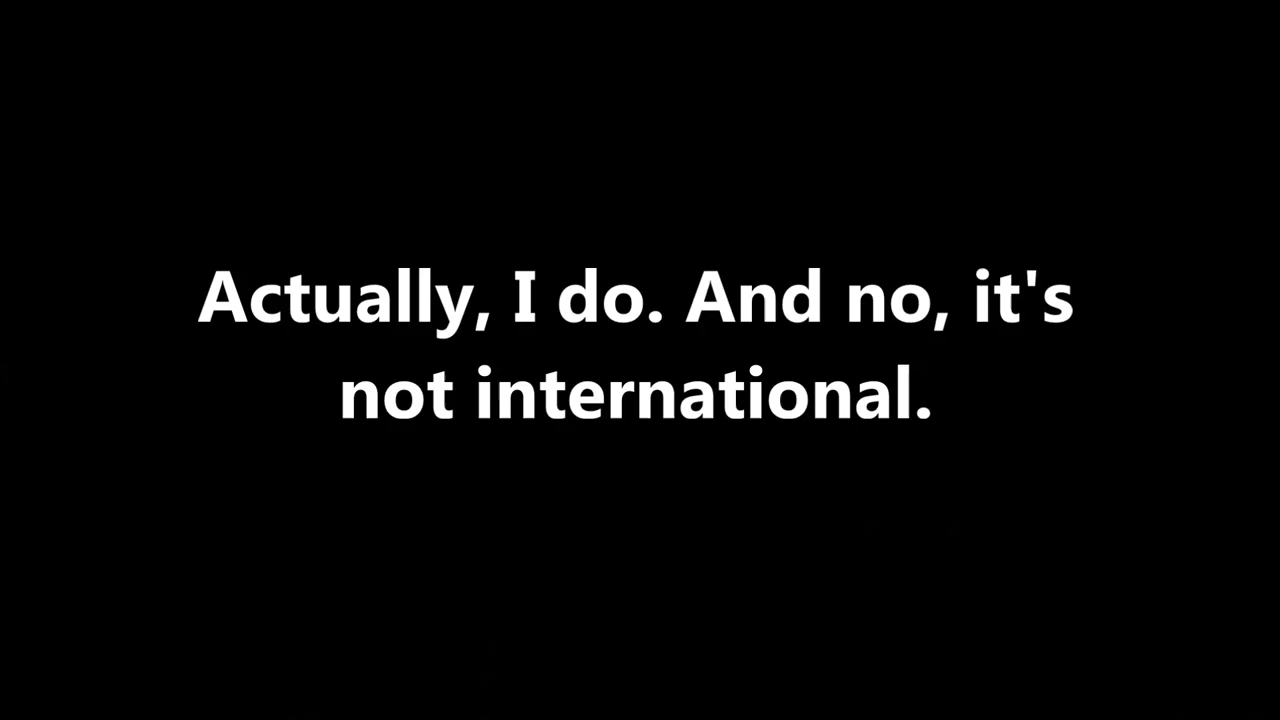 Actually, I do. And no, it's
not international.